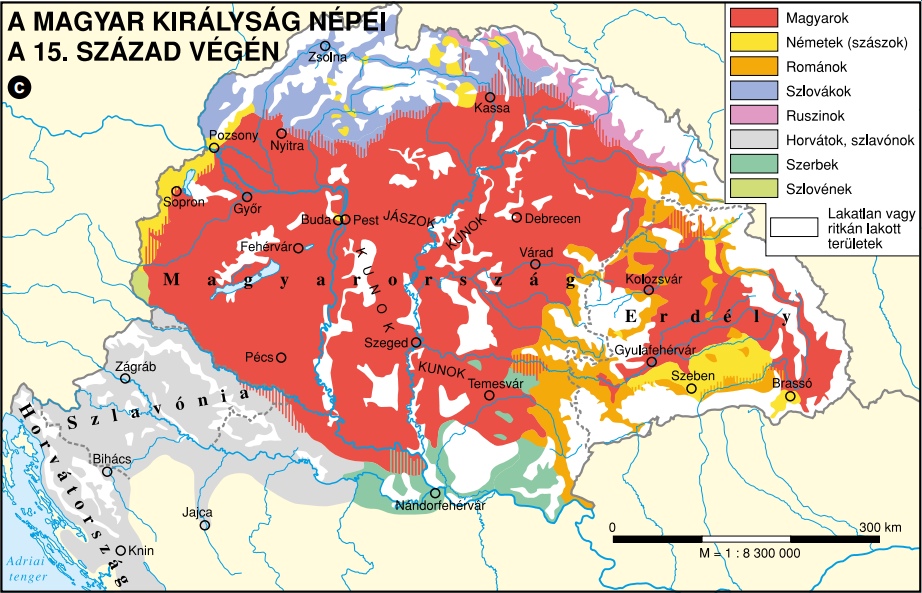 A MAGYAR KIRÁLYSÁG NÉPEI
A 15. SZÁZAD VÉGÉN
C
Magyarok
Németek (szászok)
Románok
Szlovákok
Ruszinok
Horvátok, szlavónok
Szerbek
Szlovének
Lakatlan vagy
ritkán lakott
területek
Zsolna
Kassa
Pozsony
Nyitra
Sopron
Győr
Buda
Pest
JÁSZOK
KUNOK
Debrecen
Fehérvár
KUNOK
Várad
Magyarország
Kolozsvár
Erdély
Szeged
Gyulafehérvár
Pécs
KUNOK
Temesvár
Szeben
Brassó
Zágráb
Szlavónia
Horvátország
Bihács
Nándorfehérvár
Jajca
Knin
Adriai
tenger
0
300 km
M = 1 : 8 300 000